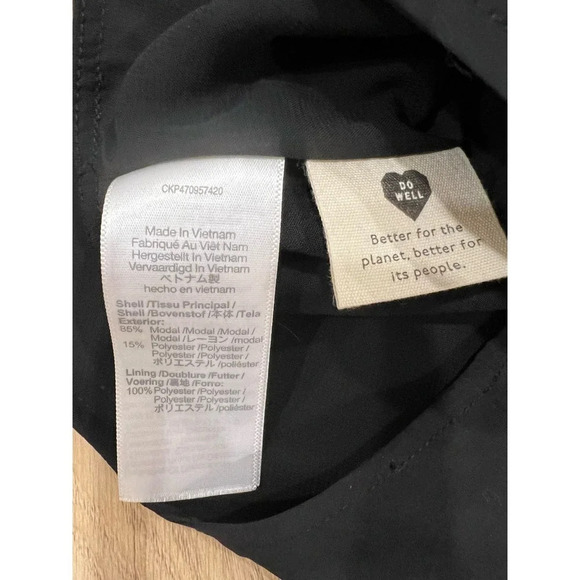 CKP470957420
Made In Vietnam
Fabriqué Au Việt Nam
Hergestellt In Vietnam
Vervaardigd In Vietnam
ベトナム製
hecho en vietnam
Shell /Tissu Principal /
Shell /Bovenstof /本体 /Tela
Exterior:
85% Modal /Modal /Modal /
Modal /レーヨン /modal
15% Polyester /Polyester /
Polyester /Polyester /
ポリエステル /poliéster
Lining /Doublure /Futter /
Voering /裏地 /Forro:
100% Polyester /Polyester /
Polyester /Polyester /
ポリエステル /poliéster
DO
WELL
Better for the
planet, better for
its people.